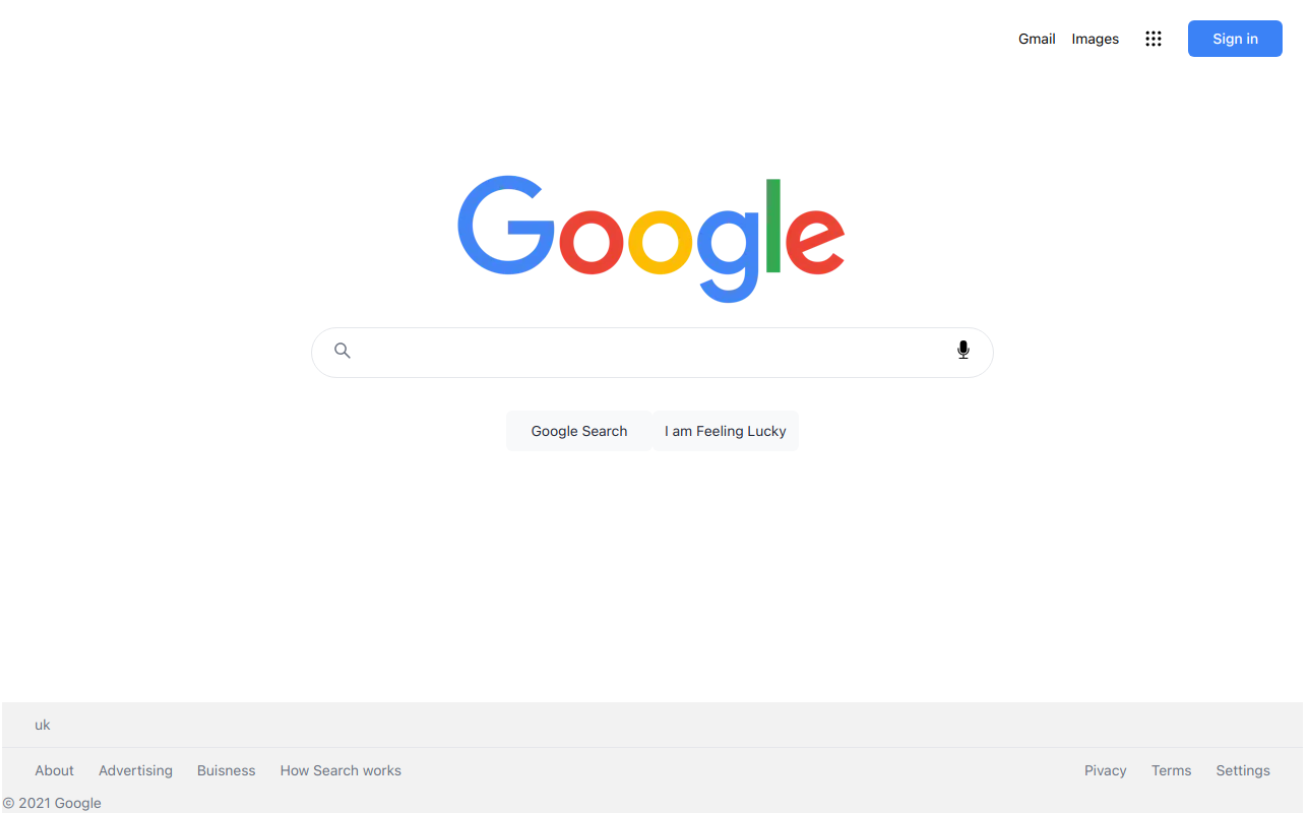 Gmail Images Sign in
Google
Google Search I am Feeling Lucky
uk
About Advertising Buisness How Search works Pivacy Terms Settings
© 2021 Google